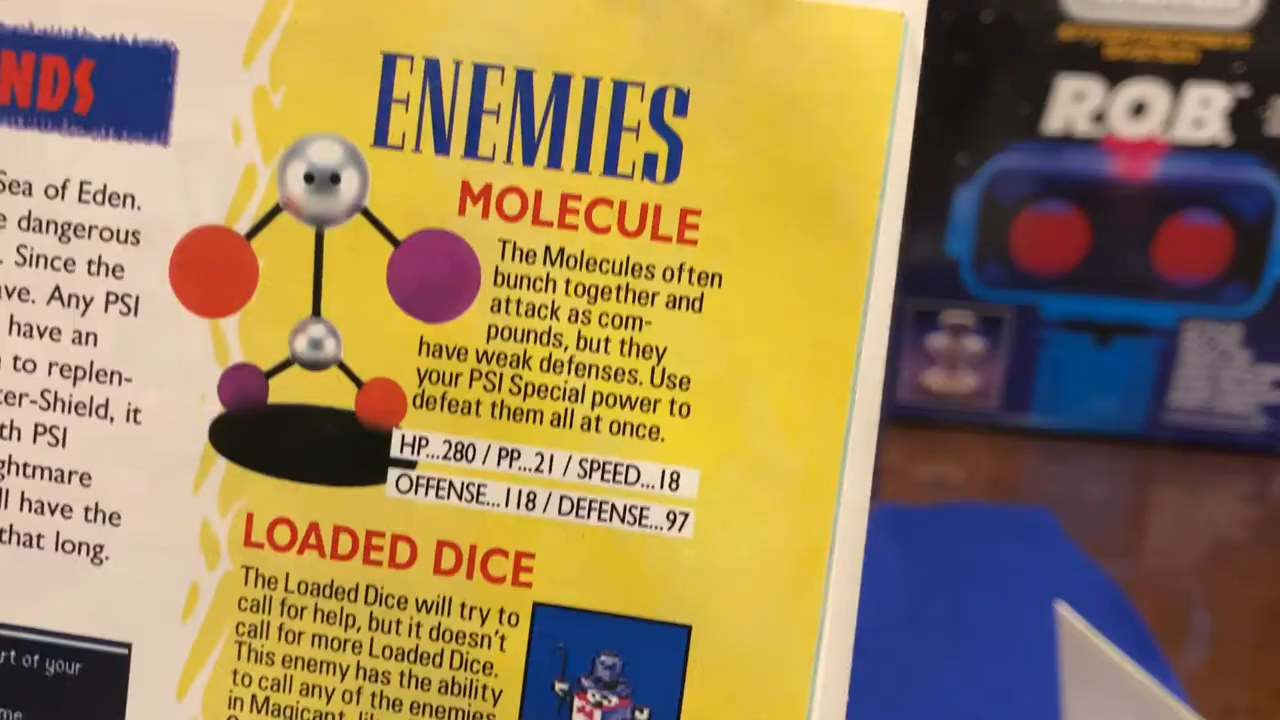 NDS
Sea of Eden.
dangerous
. Since the
ve. Any PSI
have an
to replen-
ter-Shield, it
th PSI
ghtmare
ll have the
that long.
rt of your
me
ENEMIES
MOLECULE
The Molecules often
bunch together and
attack as com-
pounds, but they
have weak defenses. Use
your PSI Special power to
defeat them all at once.
HP...280 / PP...21 / SPEED...18
OFFENSE...118 / DEFENSE...97
LOADED DICE
The Loaded Dice will try to
call for help, but it doesn't
call for more Loaded Dice.
This enemy has the ability
to call any of the enemies
in Magicant,
R.O.B.